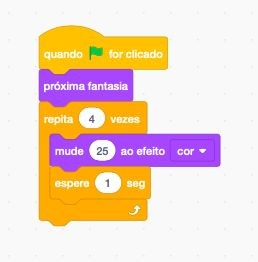 quando for clicado
próxima fantasia
repita 4 vezes
mude 25 ao efeito cor
espere 1 seg